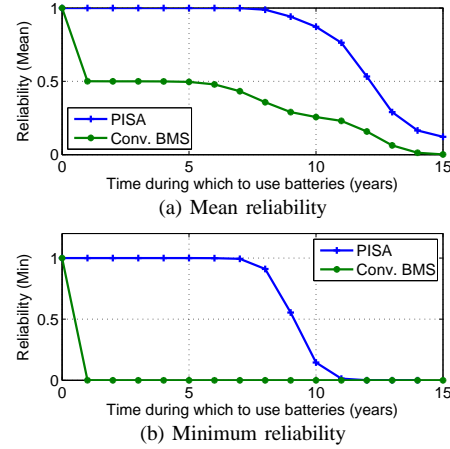 1
0.5
0
Reliability (Mean)
PISA
Conv. BMS
0 5 10 15
Time during which to use batteries (years)
(a) Mean reliability
1
0.5
0
Reliability (Min)
PISA
Conv. BMS
0 5 10 15
Time during which to use batteries (years)
(b) Minimum reliability